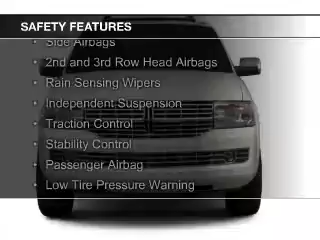 SAFETY FEATURES
• Side Airbags
• 2nd and 3rd Row Head Airbags
• Rain Sensing Wipers
• Independent Suspension
• Traction Control
• Stability Control
• Passenger Airbag
• Low Tire Pressure Warning